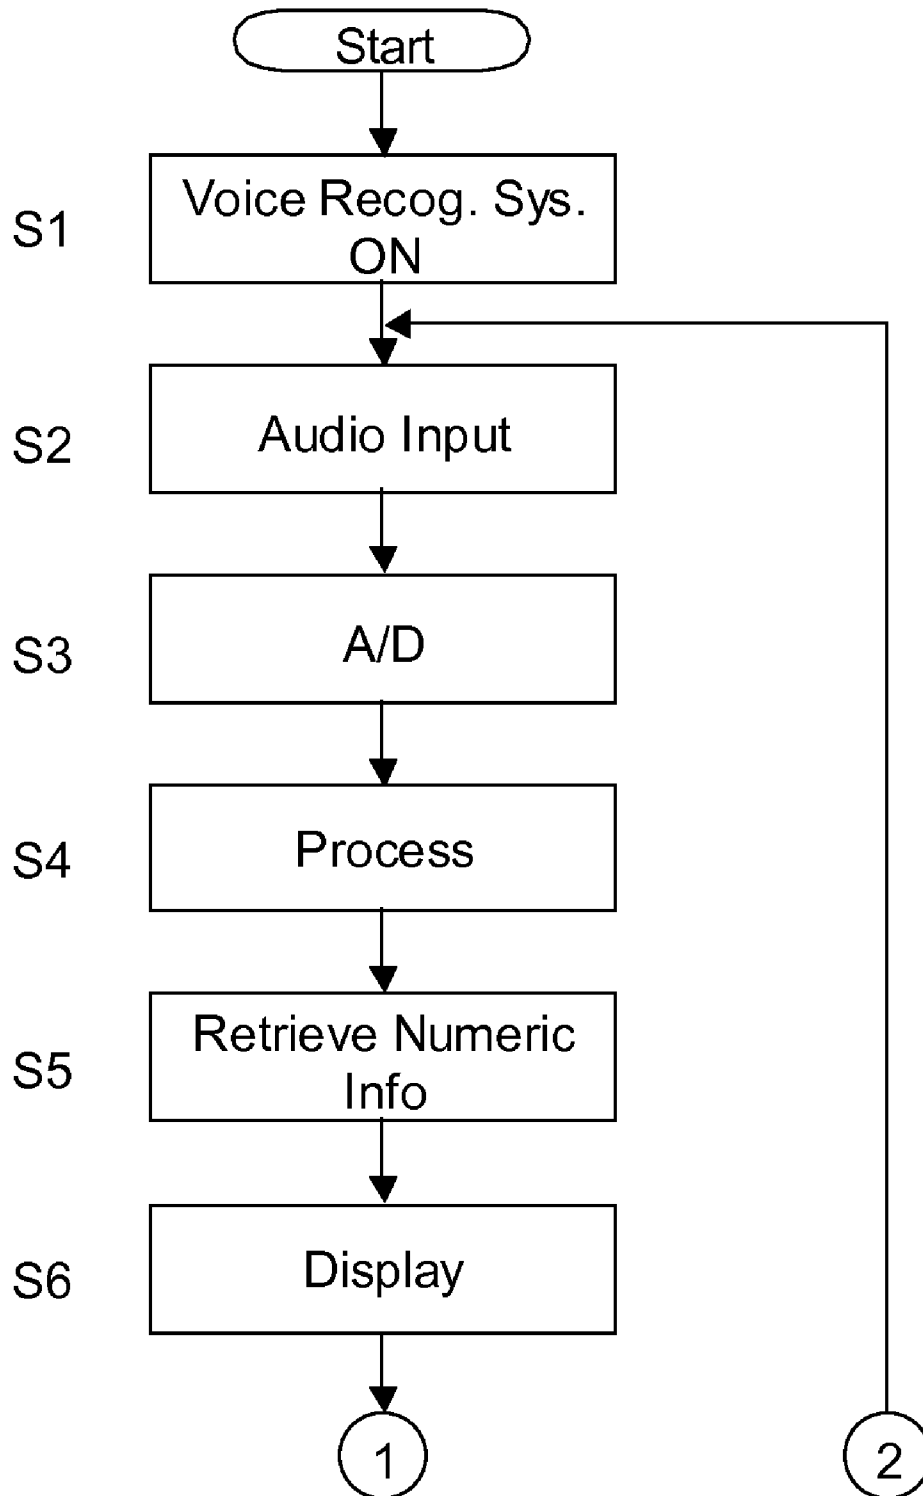 Start
S1
Voice Recog. Sys.
ON
S2
Audio Input
S3
A/D
S4
Process
S5
Retrieve Numeric
Info
S6
Display
1
2